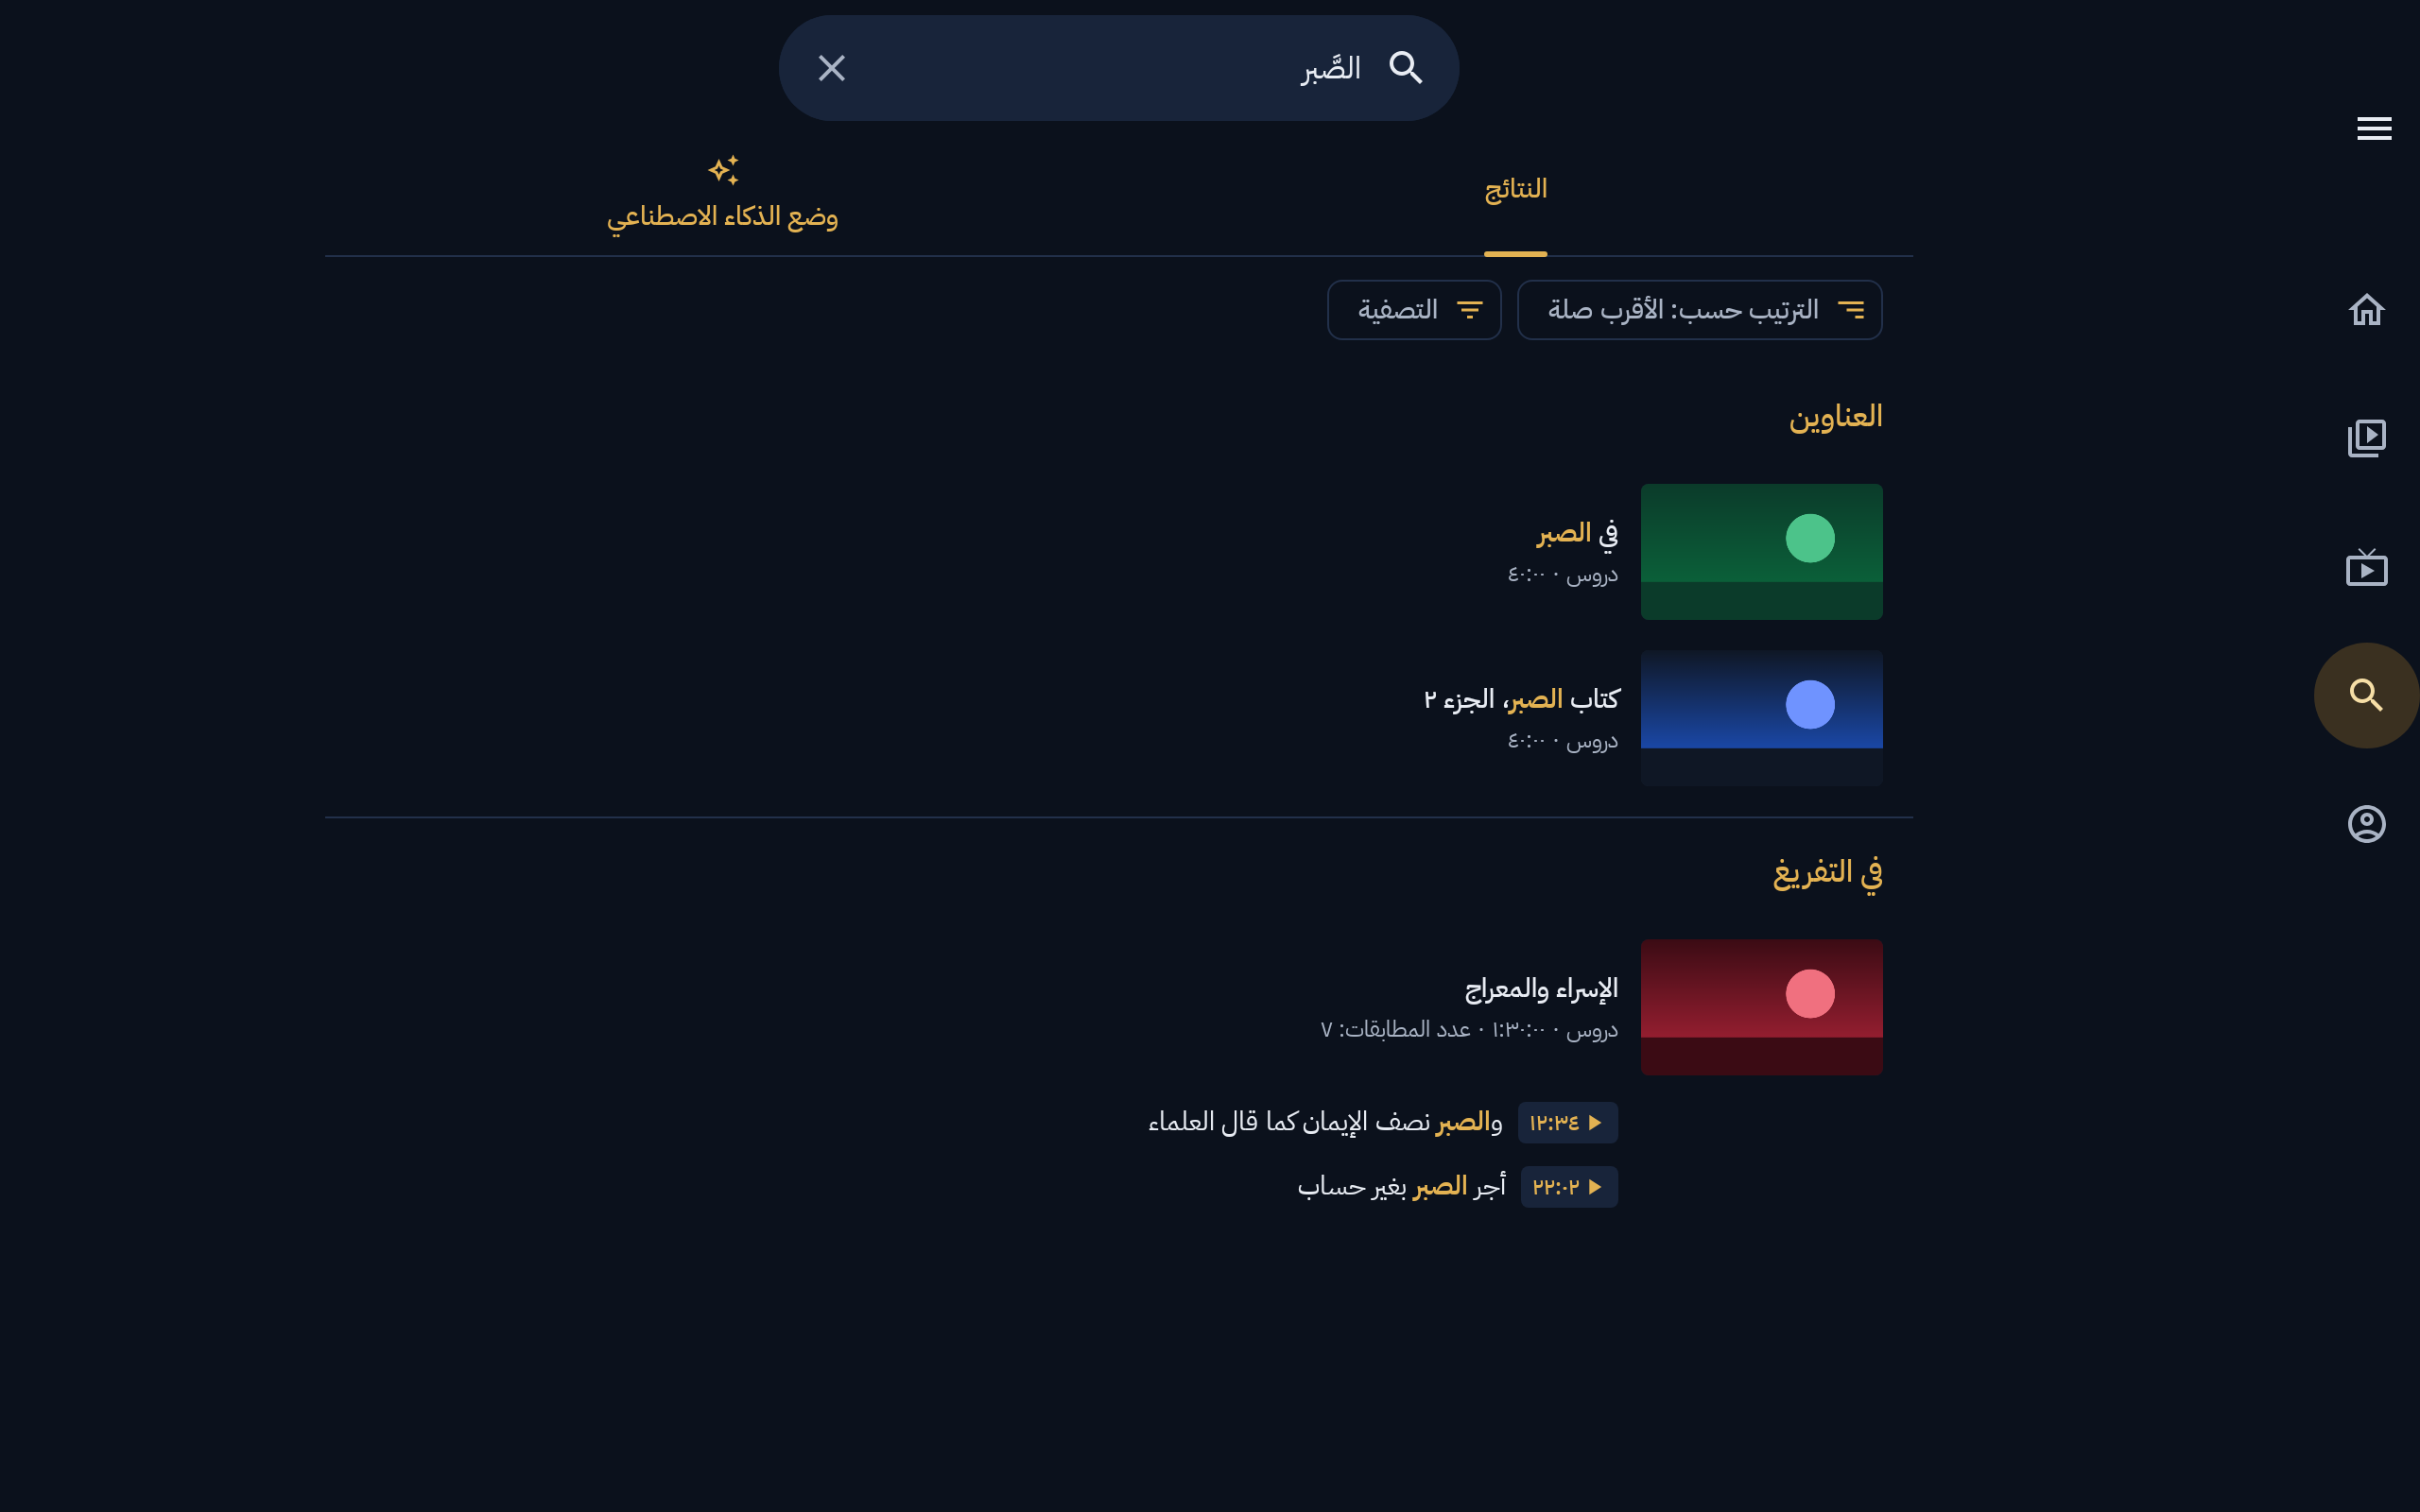 الصَّبر
النتائج
وضع الذكاء الاصطناعي
الترتيب حسب: الأقرب صلة
التصفية
العناوين
في الصبر
دروس · ٤٠:٠٠
كتاب الصبر، الجزء ٢
دروس · ٤٠:٠٠
في التفريغ
الإسراء والمعراج
دروس · ١:٣٠:٠٠ · عدد المطابقات: ٧
١٢:٣٤ والصبر نصف الإيمان كما قال العلماء
٢٢:٠٢ أجر الصبر بغير حساب